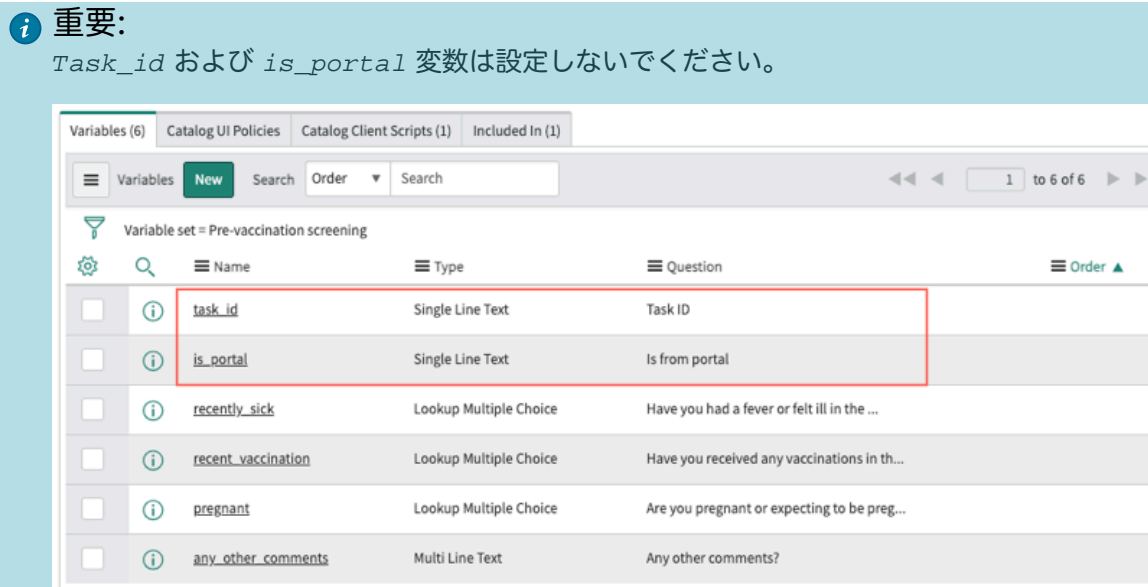 重要:
Task_id および is_portal 変数は設定しないでください。
Variables (6) Catalog UI Policies Catalog Client Scripts (1) Included In (1)
Variables New Search Order Search 1 to 6 of 6
Variable set = Pre-vaccination screening
Name Type Question Order
task_id Single Line Text Task ID
is_portal Single Line Text Is from portal
recently_sick Lookup Multiple Choice Have you had a fever or felt ill in the ...
recent_vaccination Lookup Multiple Choice Have you received any vaccinations in th...
pregnant Lookup Multiple Choice Are you pregnant or expecting to be preg...
any_other_comments Multi Line Text Any other comments?